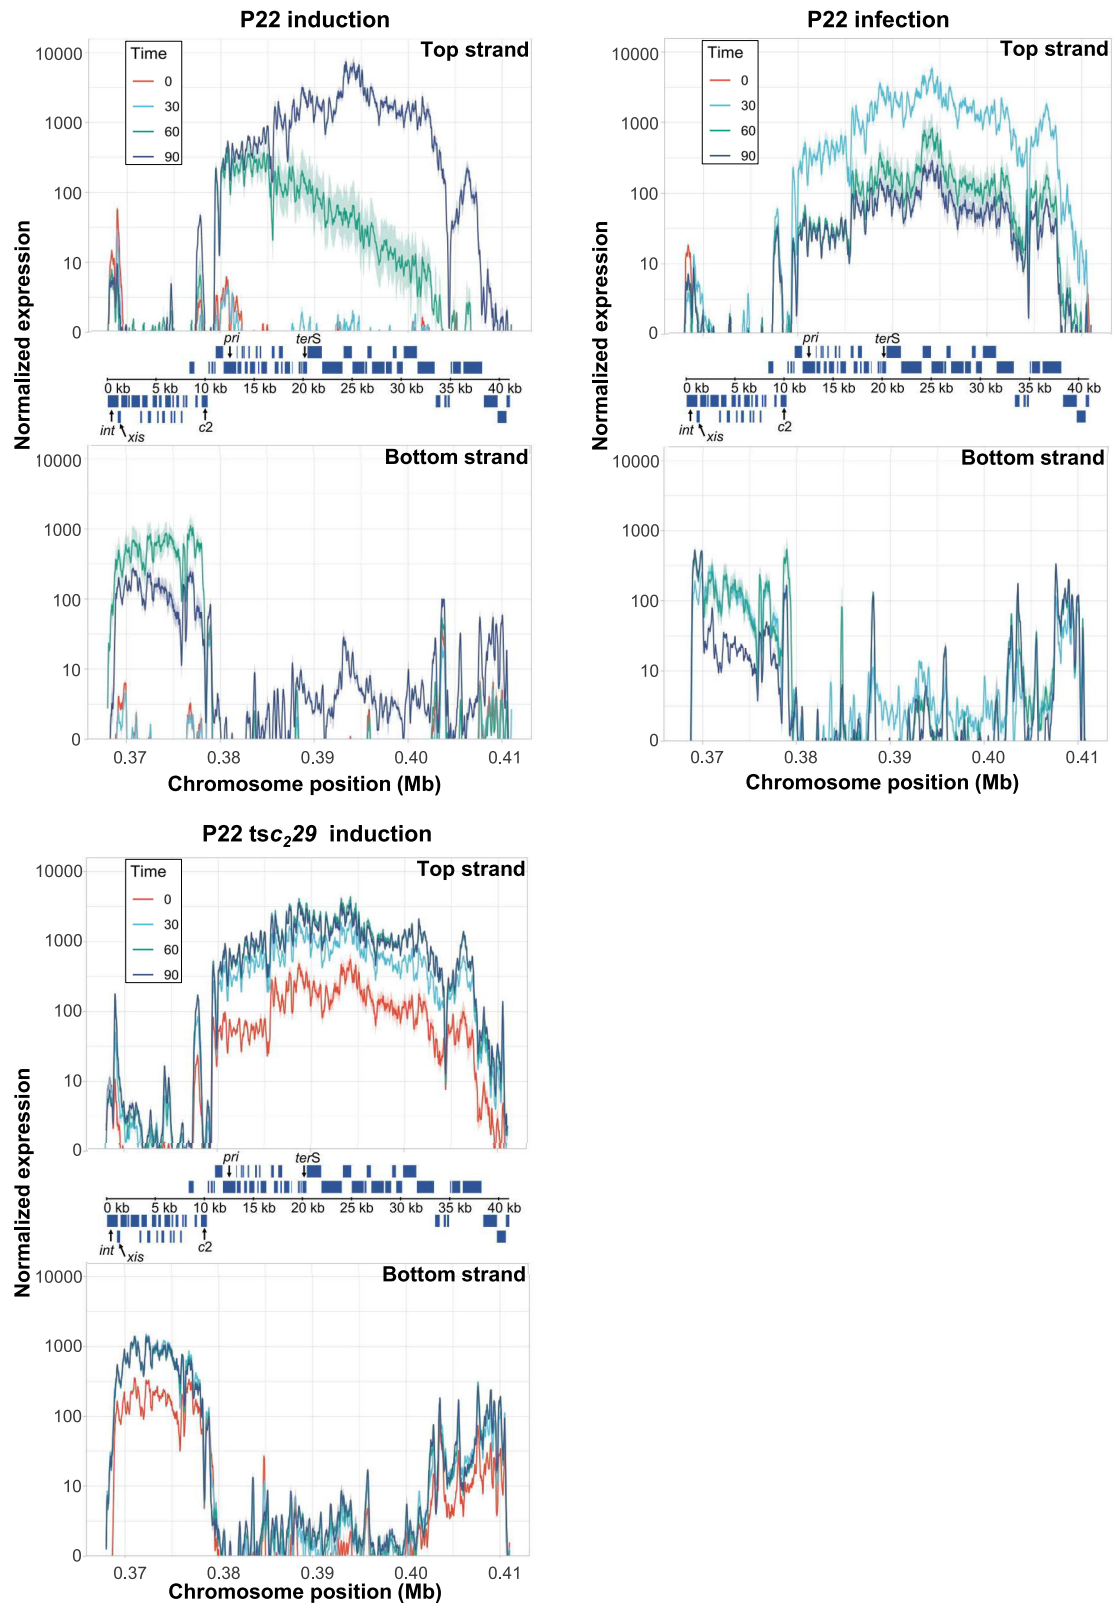 P22 induction
Top strand
Time
0
30
60
90
10000
1000
100
10
0
pri
terS
0 kb 5 kb 10 kb 15 kb 20 kb 25 kb 30 kb 35 kb 40 kb
int
xis
c2
Normalized expression
Bottom strand
10000
1000
100
10
0
0.37 0.38 0.39 0.40 0.41
Chromosome position (Mb)
P22 infection
Top strand
Time
0
30
60
90
10000
1000
100
10
0
pri
terS
0 kb 5 kb 10 kb 15 kb 20 kb 25 kb 30 kb 35 kb 40 kb
int
xis
c2
Normalized expression
Bottom strand
10000
1000
100
10
0
0.37 0.38 0.39 0.40 0.41
Chromosome position (Mb)
P22 tsc₂29 induction
Top strand
Time
0
30
60
90
10000
1000
100
10
0
pri
terS
0 kb 5 kb 10 kb 15 kb 20 kb 25 kb 30 kb 35 kb 40 kb
int
xis
c2
Normalized expression
Bottom strand
10000
1000
100
10
0
0.37 0.38 0.39 0.40 0.41
Chromosome position (Mb)